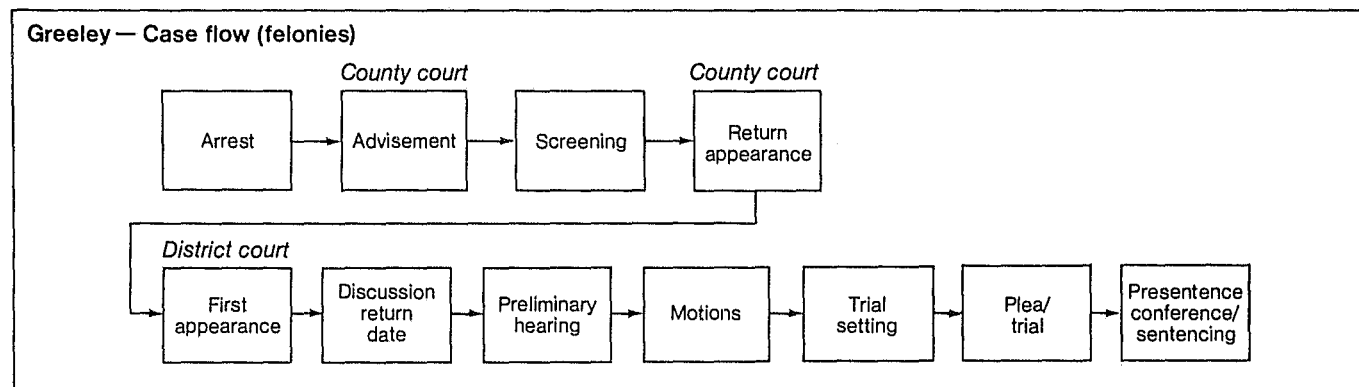 Greeley — Case flow (felonies)
County court
County court
Arrest
Advisement
Screening
Return
appearance
District court
First
appearance
Discussion
return
date
Preliminary
hearing
Motions
Trial
setting
Plea/
trial
Presentence
conference/
sentencing